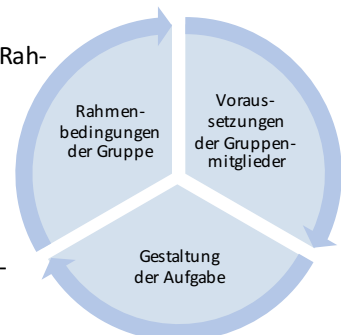 Rah-
Rahmen-
bedingungen
der Gruppe
Voraus-
setzungen
der Gruppen-
mitglieder
Gestaltung
der Aufgabe
-